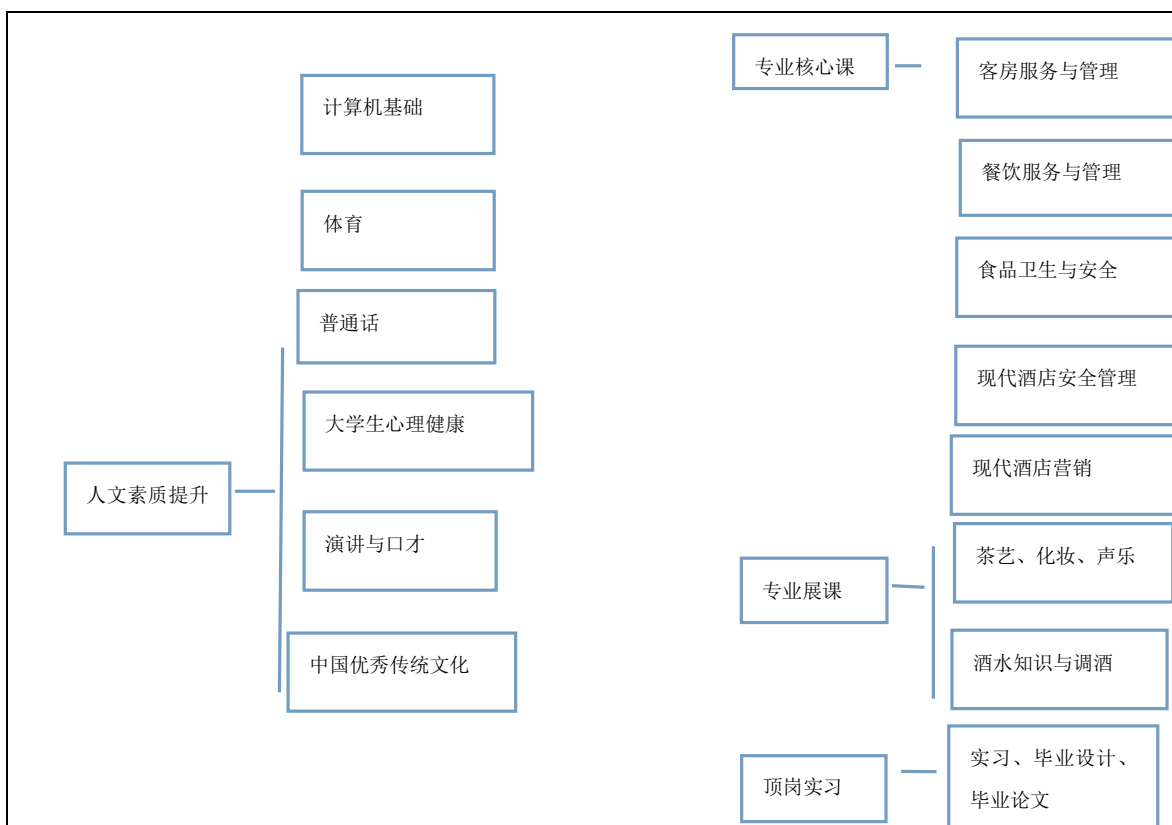 计算机基础
体育
普通话
大学生心理健康
人文素质提升
演讲与口才
中国优秀传统文化
专业核心课
客房服务与管理
餐饮服务与管理
食品卫生与安全
现代酒店安全管理
现代酒店营销
专业展课
茶艺、化妆、声乐
酒水知识与调酒
顶岗实习
实习、毕业设计、
毕业论文